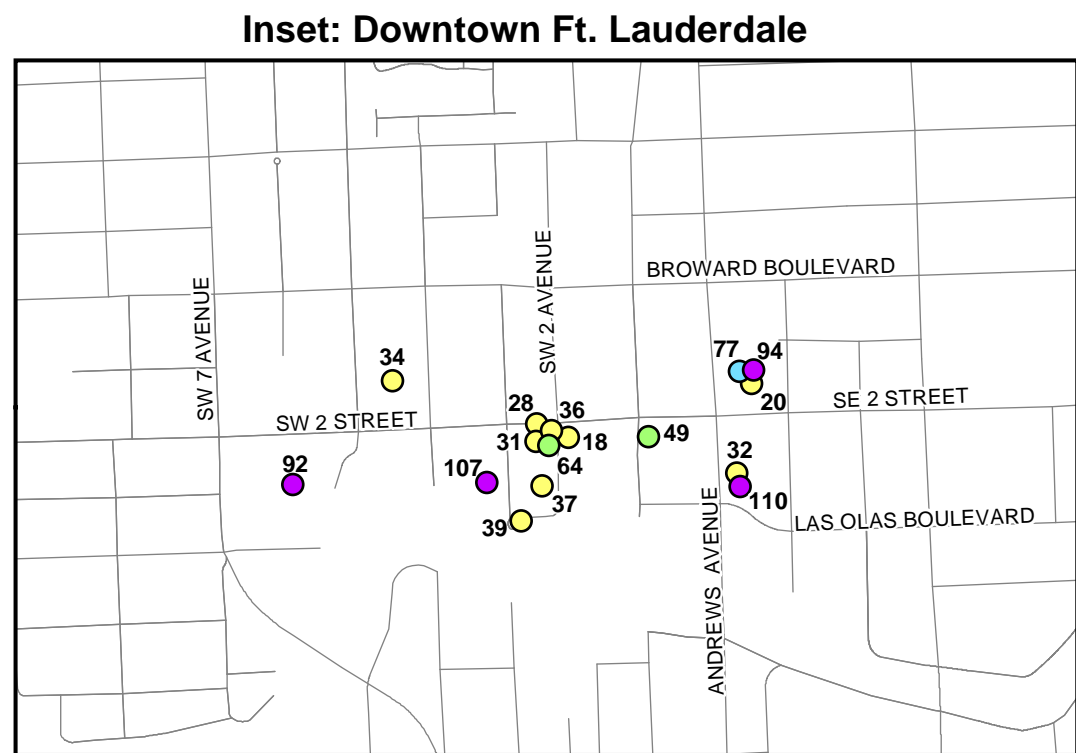 Inset: Downtown Ft. Lauderdale
BROWARD BOULEVARD
SW 7 AVENUE
SW 2 AVENUE
77
94
34
20
SE 2 STREET
28
36
SW 2 STREET
31
18
49
32
92
107
64
37
110
39
LAS OLAS BOULEVARD
ANDREWS AVENUE